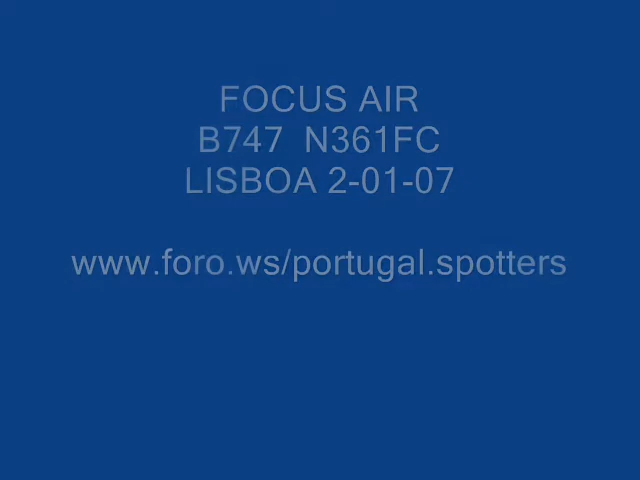 FOCUS AIR
B747 N361FC
LISBOA 2-01-07
www.foro.ws/portugal.spotters